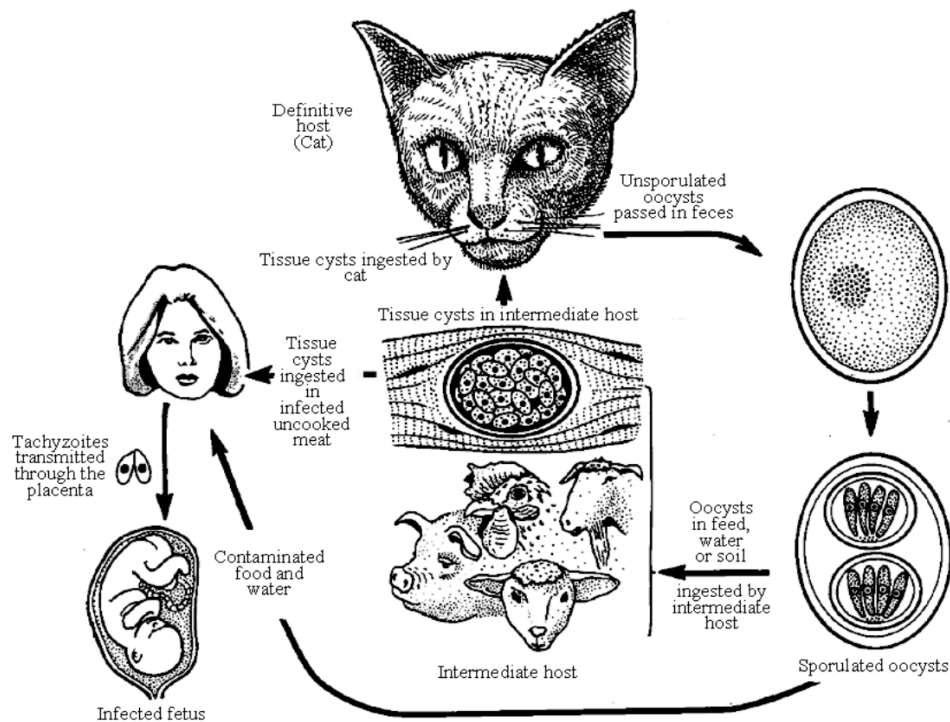 Definitive
host
(Cat)
Unsporulated
oocysts
passed in feces
Tissue cysts ingested by
cat
Tissue cysts in intermediate host
Tissue
cysts
ingested
in
infected
uncooked
meat
Tachyzoites
transmitted
through the
placenta
Oocysts
in feed,
water
or soil
ingested by
intermediate
host
Contaminated
food and
water
Intermediate host
Sporulated oocysts
Infected fetus